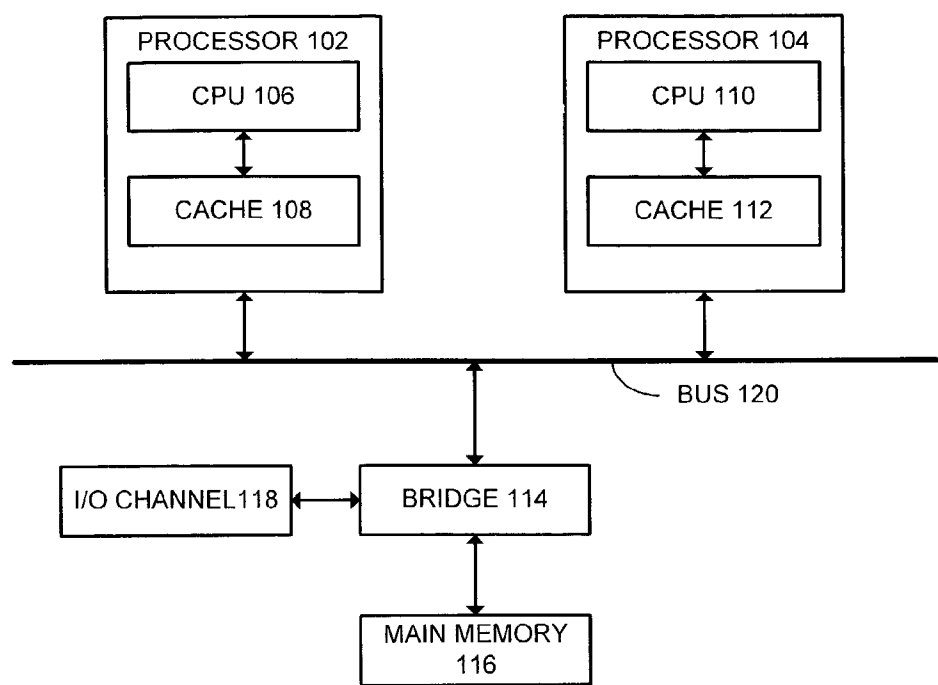 PROCESSOR 102
CPU 106
CACHE 108
PROCESSOR 104
CPU 110
CACHE 112
BUS 120
I/O CHANNEL118
BRIDGE 114
MAIN MEMORY
116